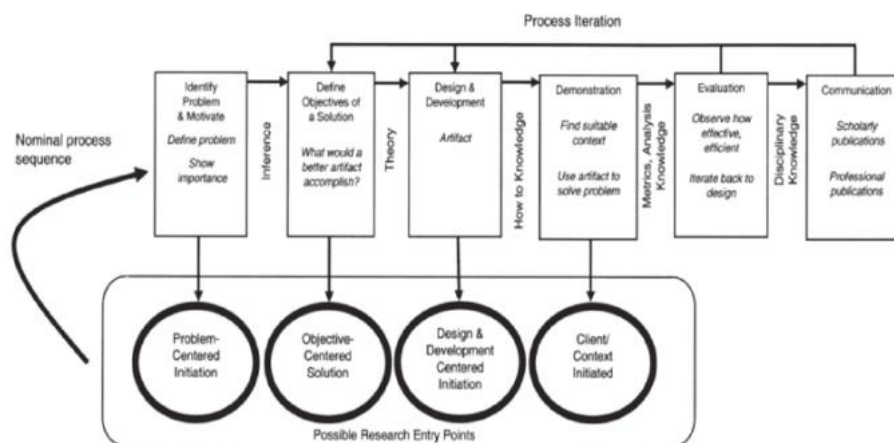 Process Iteration
Nominal process
sequence
Identify
Problem
& Motivate
Define problem
Show
importance
Inference
Define
Objectives of
a Solution
What would a
better artifact
accomplish?
Theory
Design &
Development
Artifact
How to Knowledge
Demonstration
Find suitable
context
Use artifact to
solve problem
Metrics, Analysis
Knowledge
Evaluation
Observe how
effective,
efficient
Iterate back to
design
Disciplinary
Knowledge
Communication
Scholarly
publications
Professional
publications
Problem-
Centered
Initiation
Objective-
Centered
Solution
Design &
Development
Centered
Initiation
Client/
Context
Initiated
Possible Research Entry Points